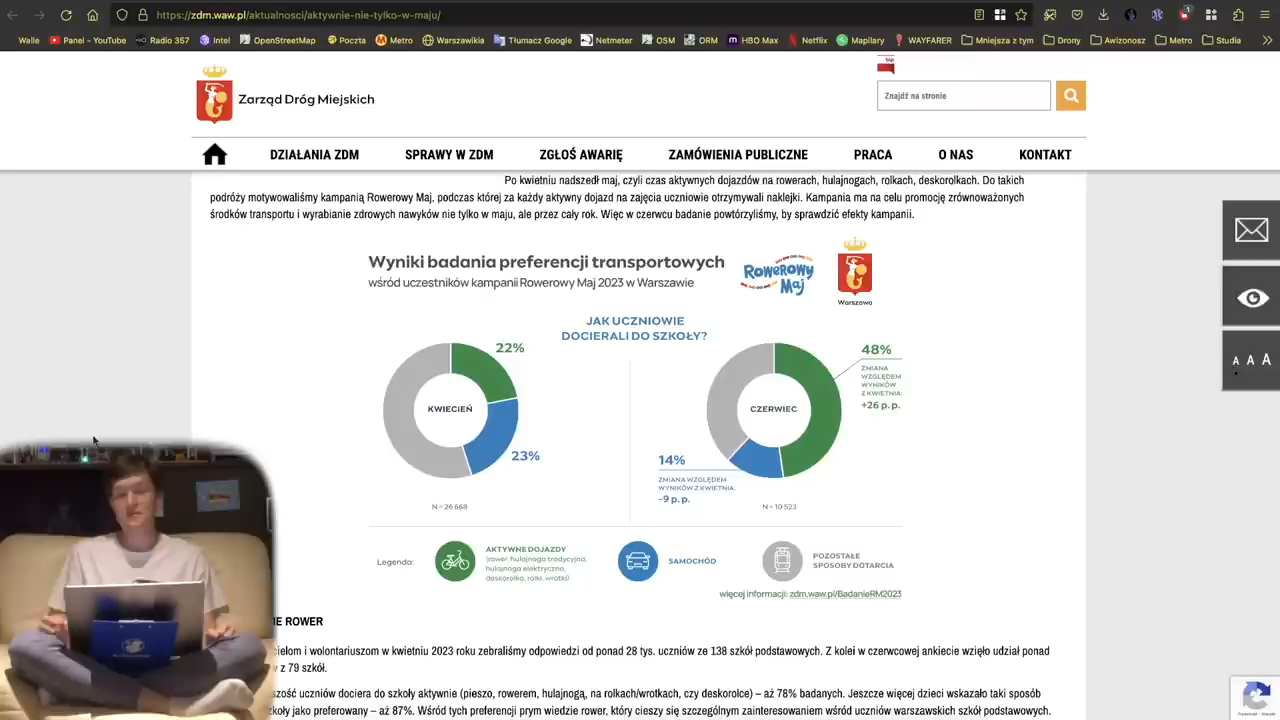 https://zdm.waw.pl/aktualnosci/aktywnie-nie-tylko-w-maju/
Walle Premium – YouTube Radio 357 Intel OpenStreetMap Poczta Metro Warszawika Tłumacz Google Netmeter OSM ORM HBO Max Netflix Mapilary WAYFARER Mniejsza z tym Drony Awizonosz Metro Studia
Zarząd Dróg Miejskich
bip
Znajdź na stronie
DZIAŁANIA ZDM SPRAWY W ZDM ZGŁOŚ AWARIĘ ZAMÓWIENIA PUBLICZNE PRACA O NAS KONTAKT
Po kwietniu nadszedł maj, czyli czas aktywnych dojazdów na rowerach, hulajnogach, rolkach, deskorolkach. Do takich
podróży motywowaliśmy kampanią Rowerowy Maj, podczas której za każdy aktywny dojazd na zajęcia uczniowie otrzymywali naklejki. Kampania ma na celu promocję zrównoważonych
środków transportu i wyrabianie zdrowych nawyków nie tylko w maju, ale przez cały rok. Więc w czerwcu badanie powtórzyliśmy, by sprawdzić efekty kampanii.
Wyniki badania preferencji transportowych
wśród uczestników kampanii Rowerowy Maj 2023 w Warszawie
Rowerowy
Maj
Warszawa
JAK UCZNIOWIE
DOCIERALI DO SZKOŁY?
22%
KWIECIEŃ
23%
N = 26 668
48%
ZMIANA
WZGLĘDEM
WYNIKÓW
Z KWIETNIA:
+26 p. p.
CZERWIEC
14%
ZMIANA WZGLĘDEM
WYNIKÓW Z KWIETNIA:
-9 p. p.
N = 10 523
A A A
Legenda:
AKTYWNE DOJAZDY
(rower, hulajnoga tradycyjna,
hulajnoga elektryczna,
deskorolka, rolki, wrotki)
SAMOCHÓD
POZOSTAŁE
SPOSOBY DOTARCIA
więcej informacji: zdm.waw.pl/BadanieRM2023
IE ROWER
ielom i wolontariuszom w kwietniu 2023 roku zebraliśmy odpowiedzi od ponad 28 tys. uczniów ze 138 szkół podstawowych. Z kolei w czerwcowej ankiecie wzięło udział ponad
w z 79 szkół.
szość uczniów dociera do szkoły aktywnie (pieszo, rowerem, hulajnogą, na rolkach/wrotkach, czy deskorolce) – aż 78% badanych. Jeszcze więcej dzieci wskazało taki sposób
koły jako preferowany – aż 87%. Wśród tych preferencji prym wiedzie rower, który cieszy się szczególnym zainteresowaniem wśród uczniów warszawskich szkół podstawowych.